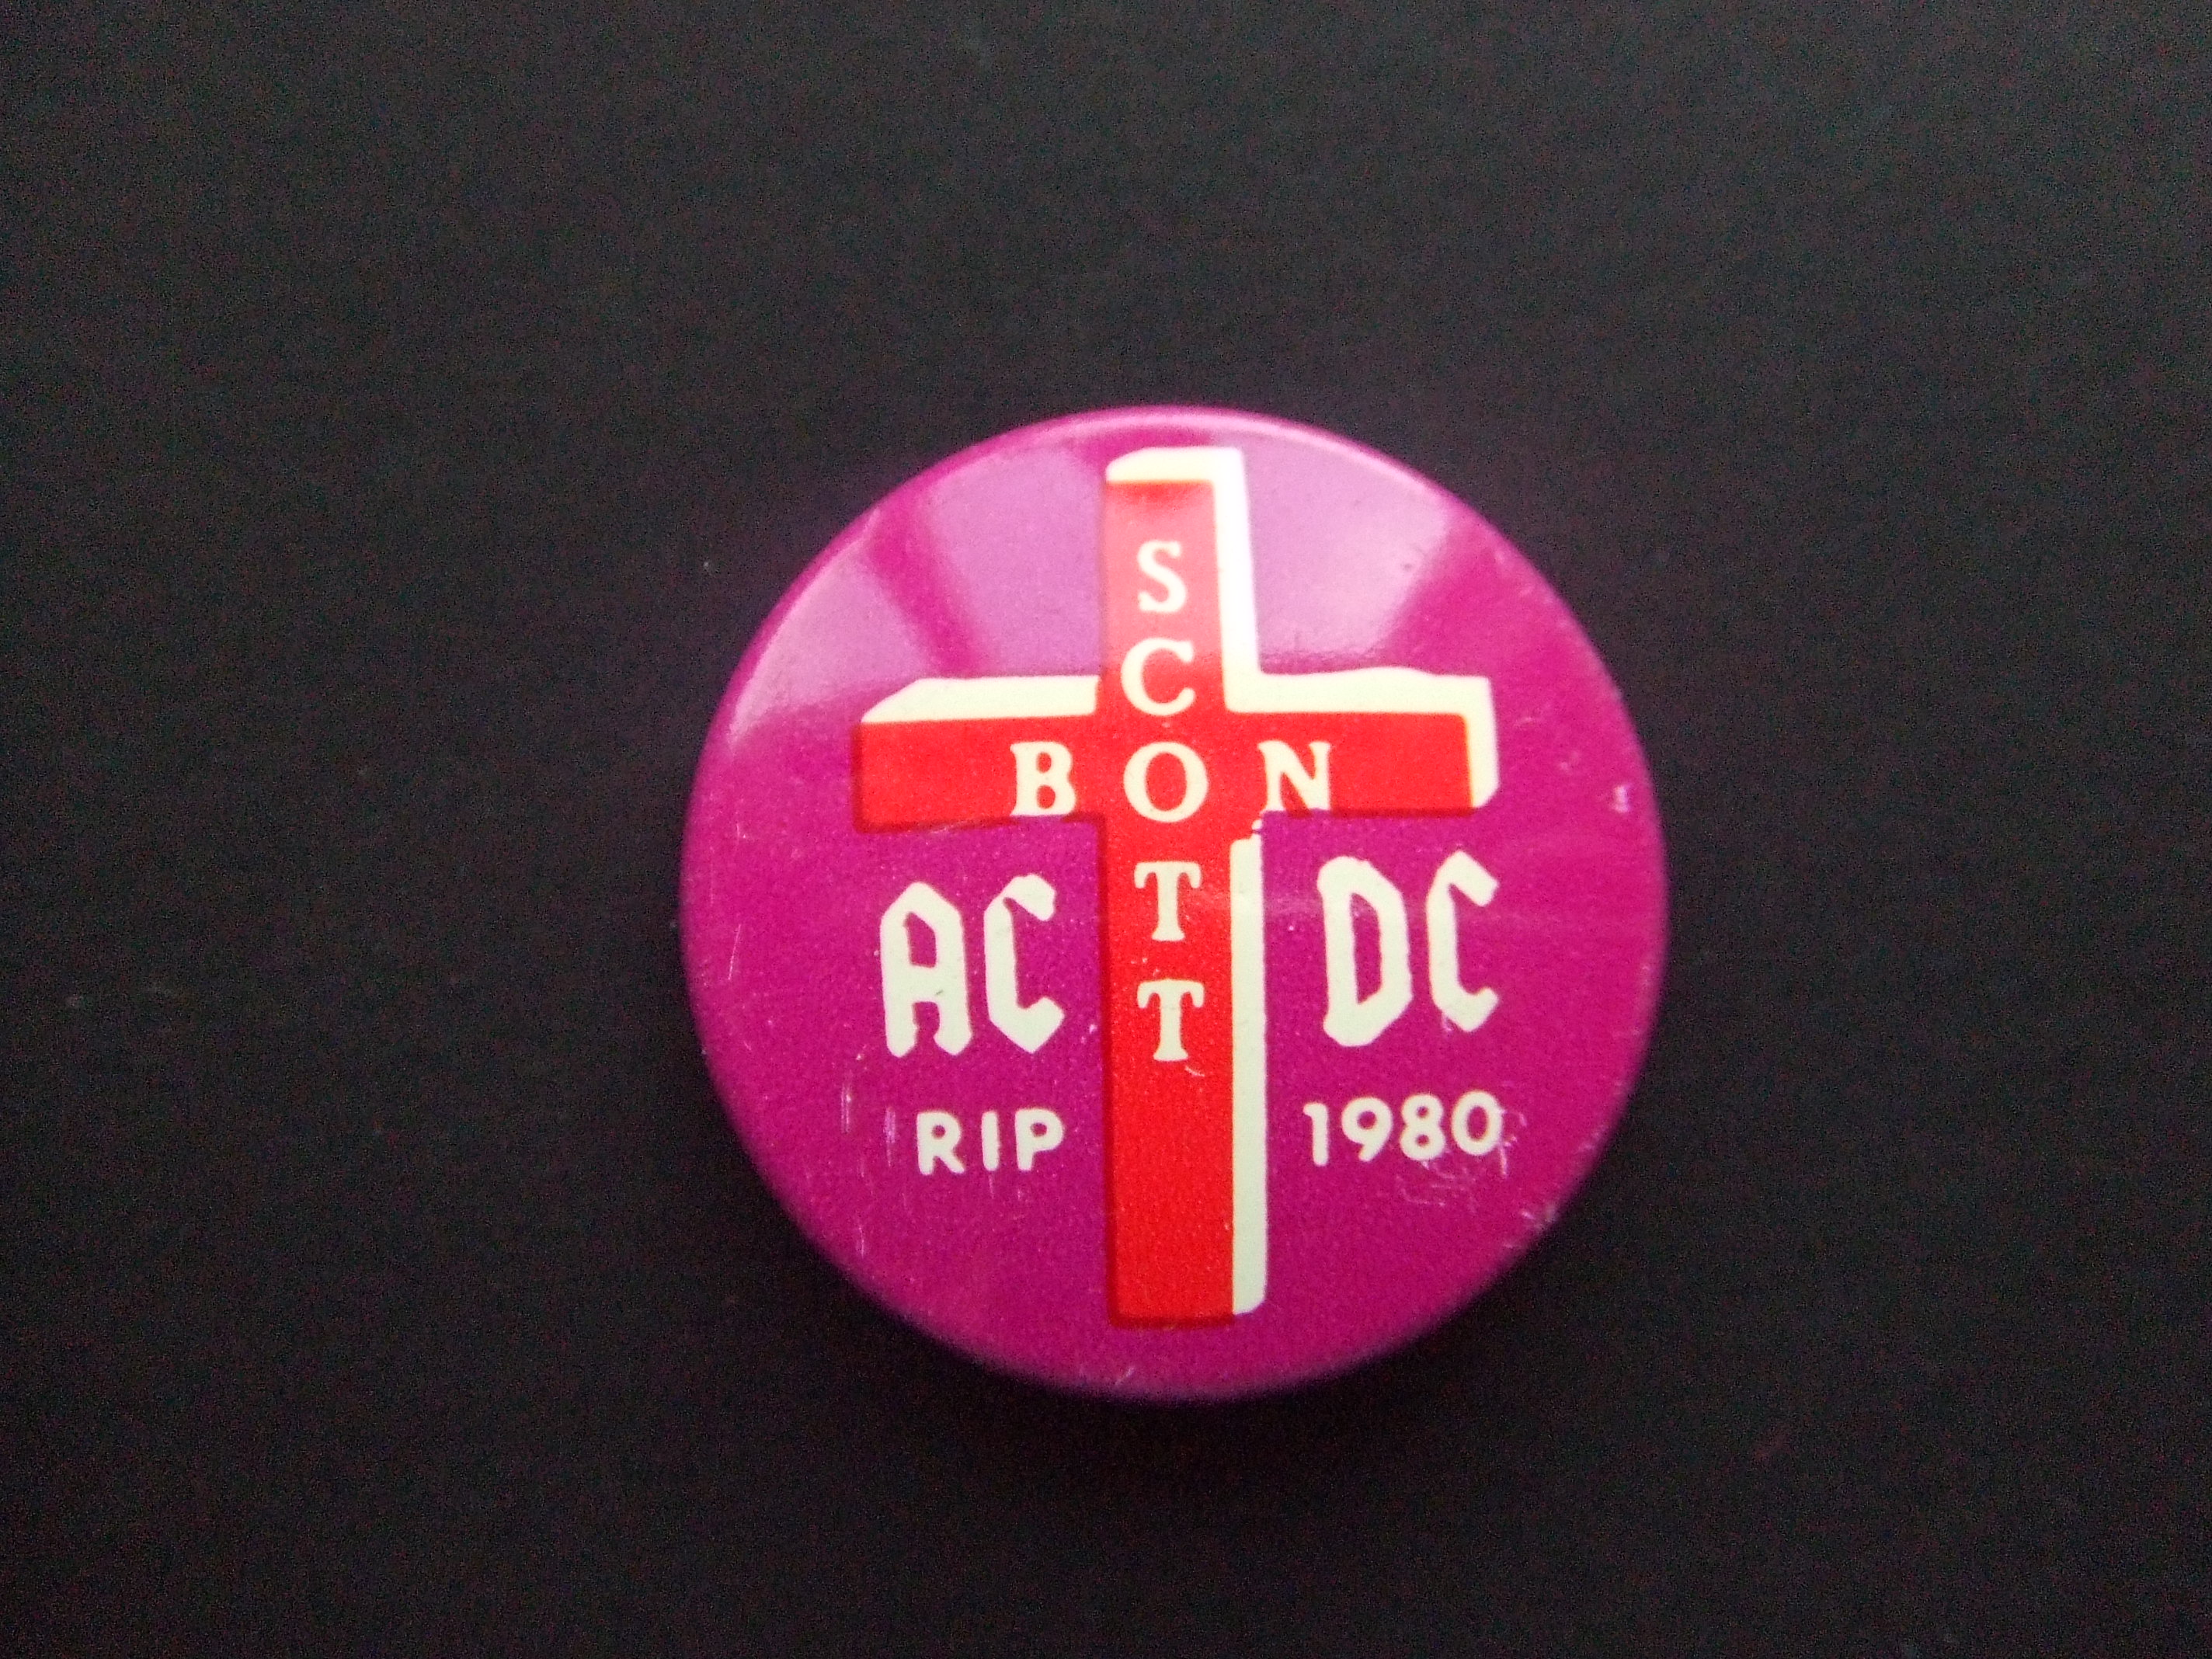 SCOTT
BON
AC DC
RIP 1980